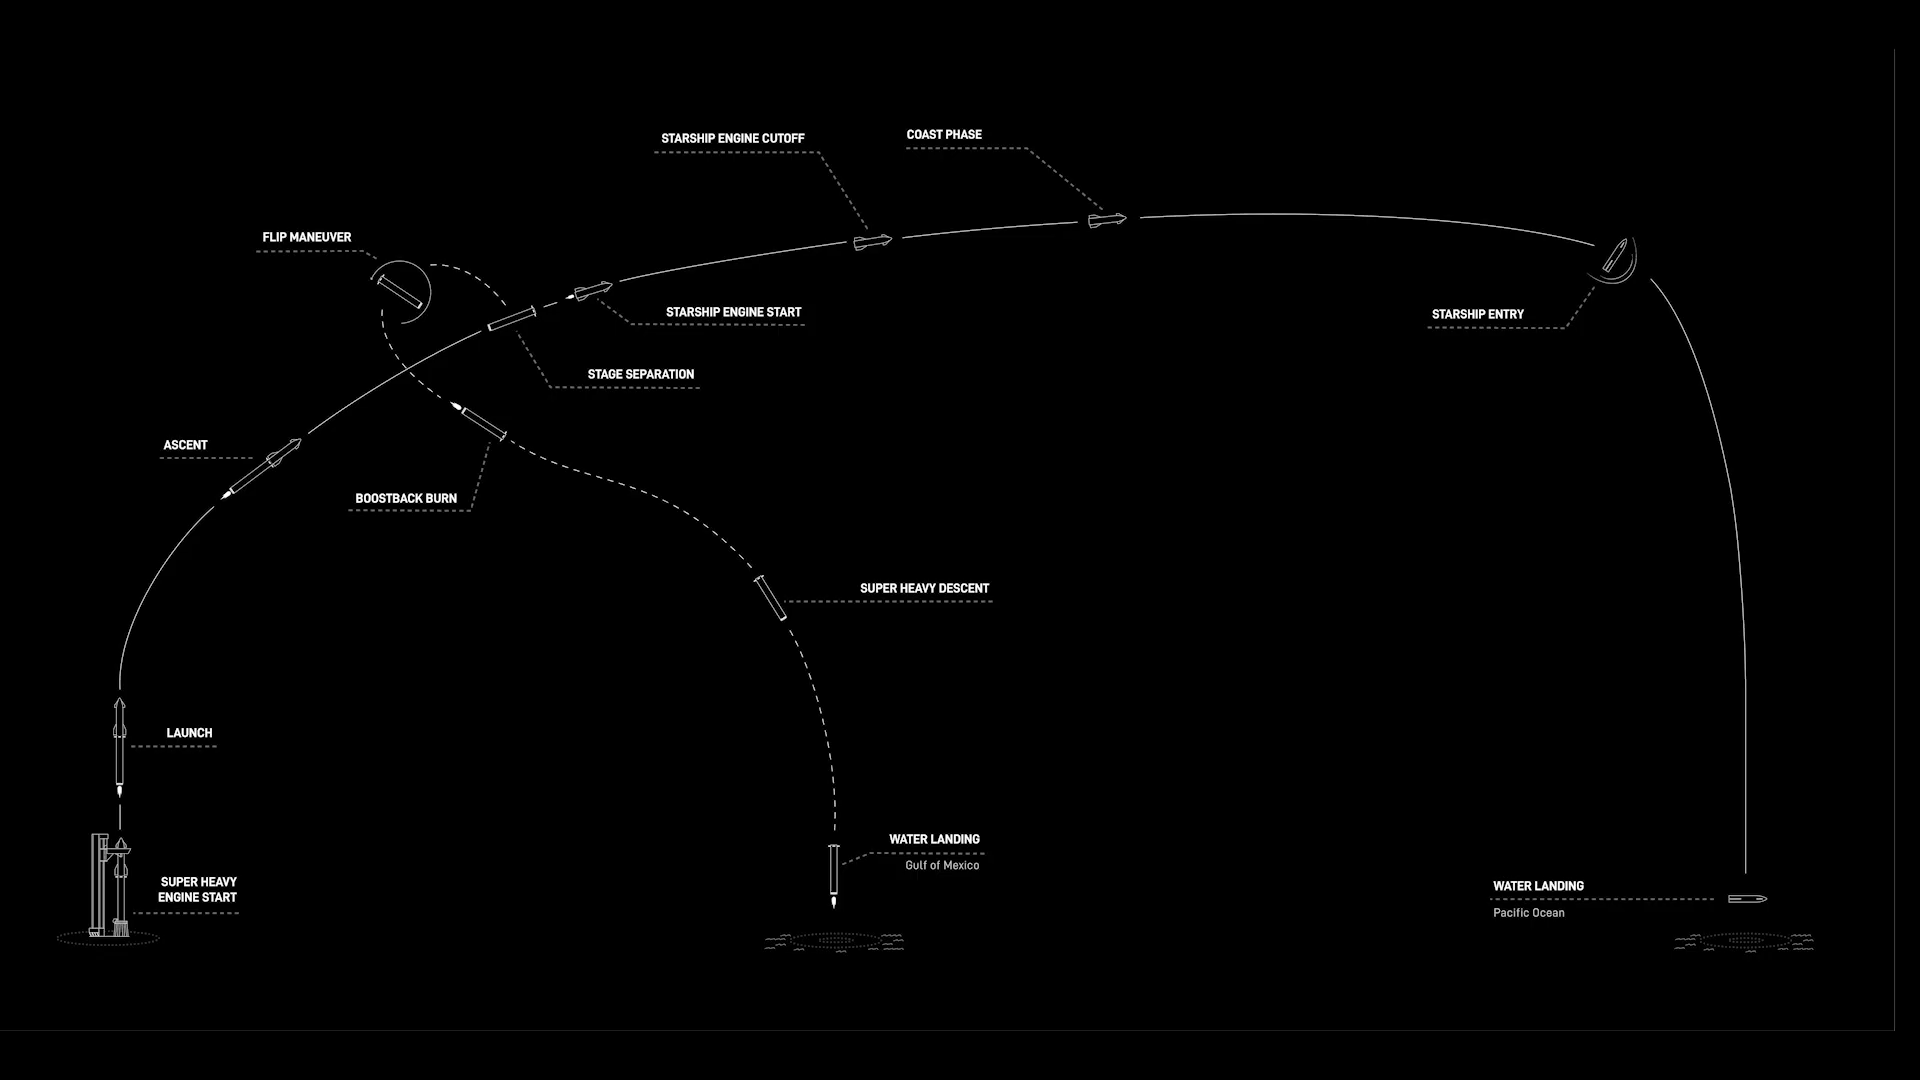 STARSHIP ENGINE CUTOFF
COAST PHASE
FLIP MANEUVER
STARSHIP ENGINE START
STARSHIP ENTRY
STAGE SEPARATION
ASCENT
BOOSTBACK BURN
SUPER HEAVY DESCENT
LAUNCH
WATER LANDING
Gulf of Mexico
SUPER HEAVY
ENGINE START
WATER LANDING
Pacific Ocean